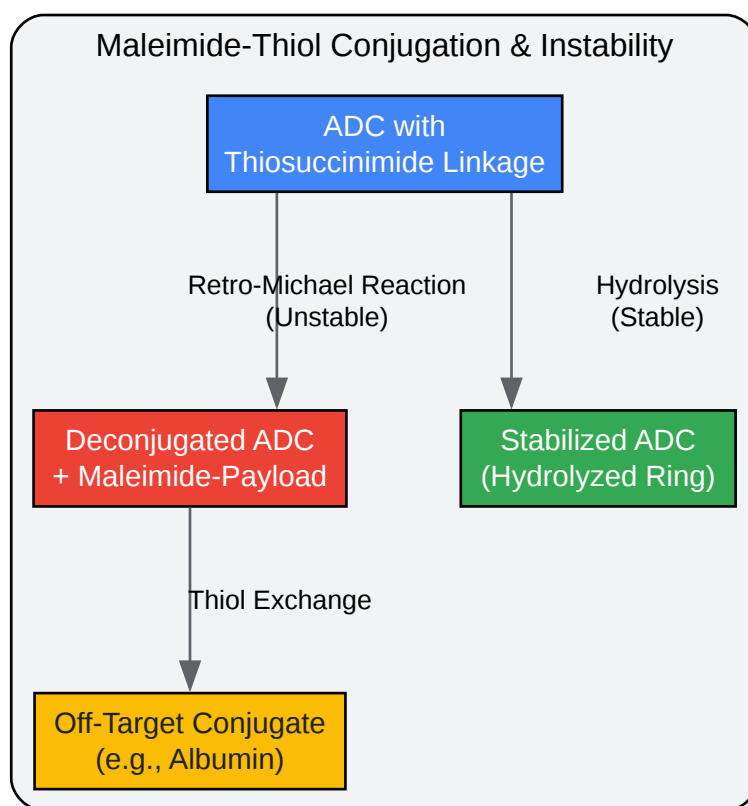 Maleimide-Thiol Conjugation & Instability
ADC with
Thiosuccinimide Linkage
Retro-Michael Reaction
(Unstable)
Hydrolysis
(Stable)
Deconjugated ADC
+ Maleimide-Payload
Stabilized ADC
(Hydrolyzed Ring)
Thiol Exchange
Off-Target Conjugate
(e.g., Albumin)